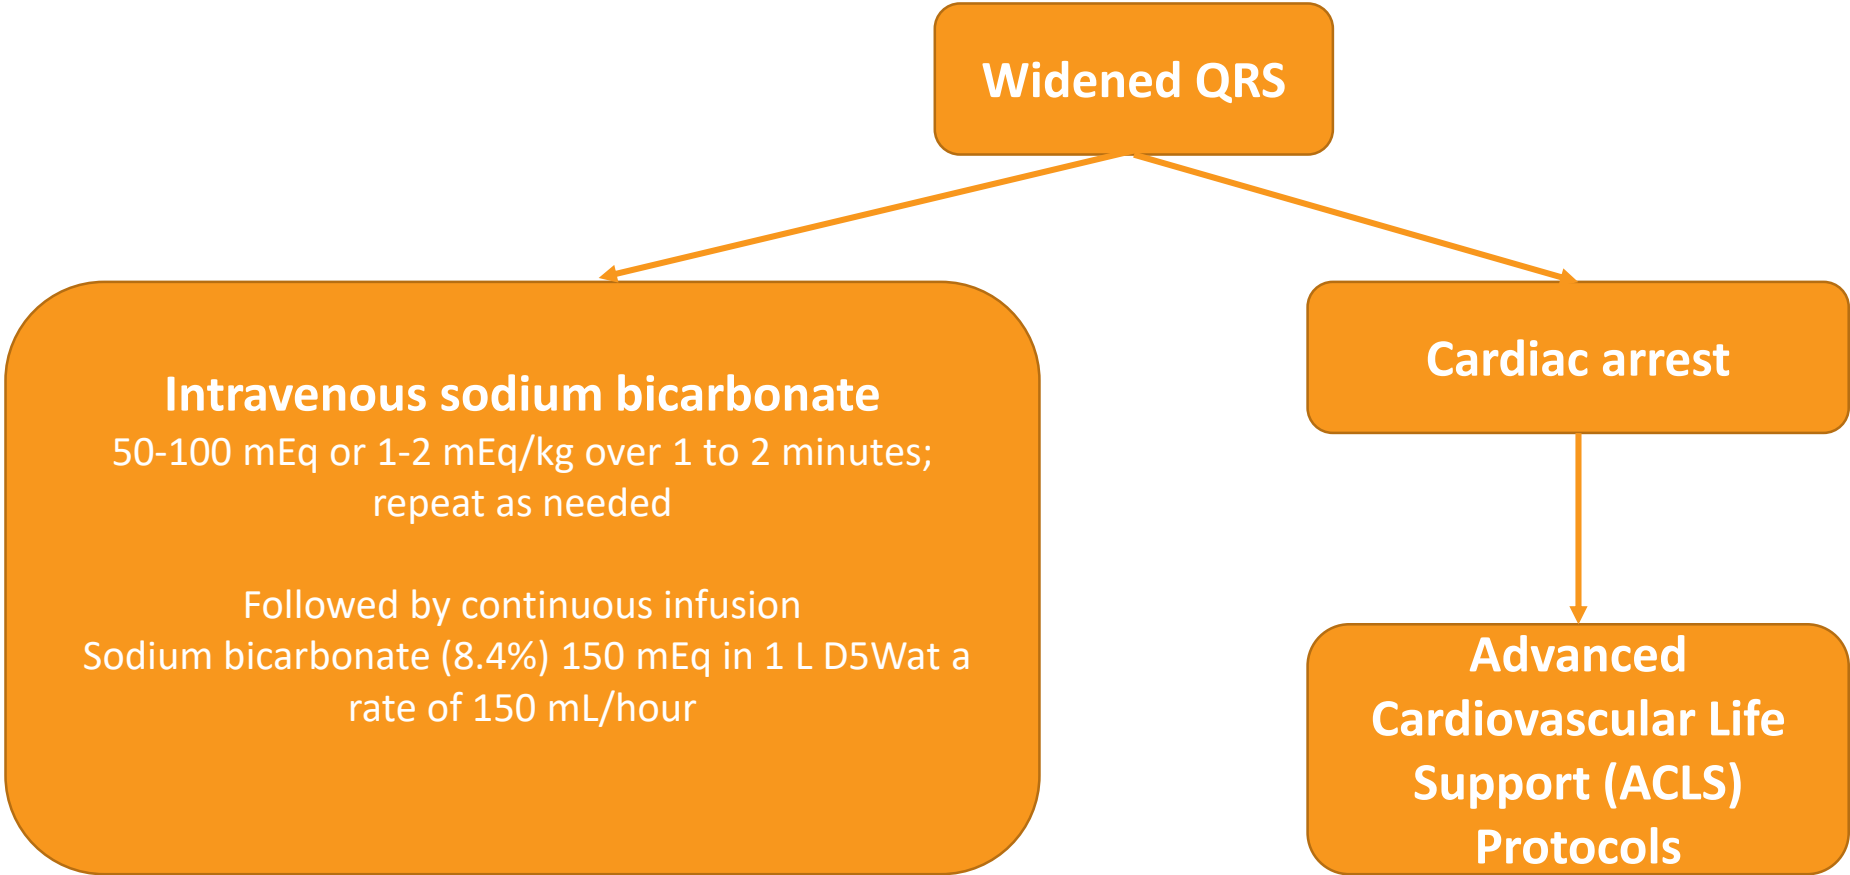 Widened QRS
Intravenous sodium bicarbonate
50-100 mEq or 1-2 mEq/kg over 1 to 2 minutes;
repeat as needed
Followed by continuous infusion
Sodium bicarbonate (8.4%) 150 mEq in 1 L D5Wat a
rate of 150 mL/hour
Cardiac arrest
Advanced
Cardiovascular Life
Support (ACLS)
Protocols